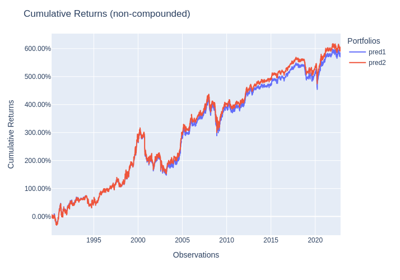 Cumulative Returns (non-compounded)
Portfolios
pred1
pred2
600.00%
500.00%
400.00%
300.00%
200.00%
100.00%
0.00%
Cumulative Returns
1995
2000
2005
2010
2015
2020
Observations